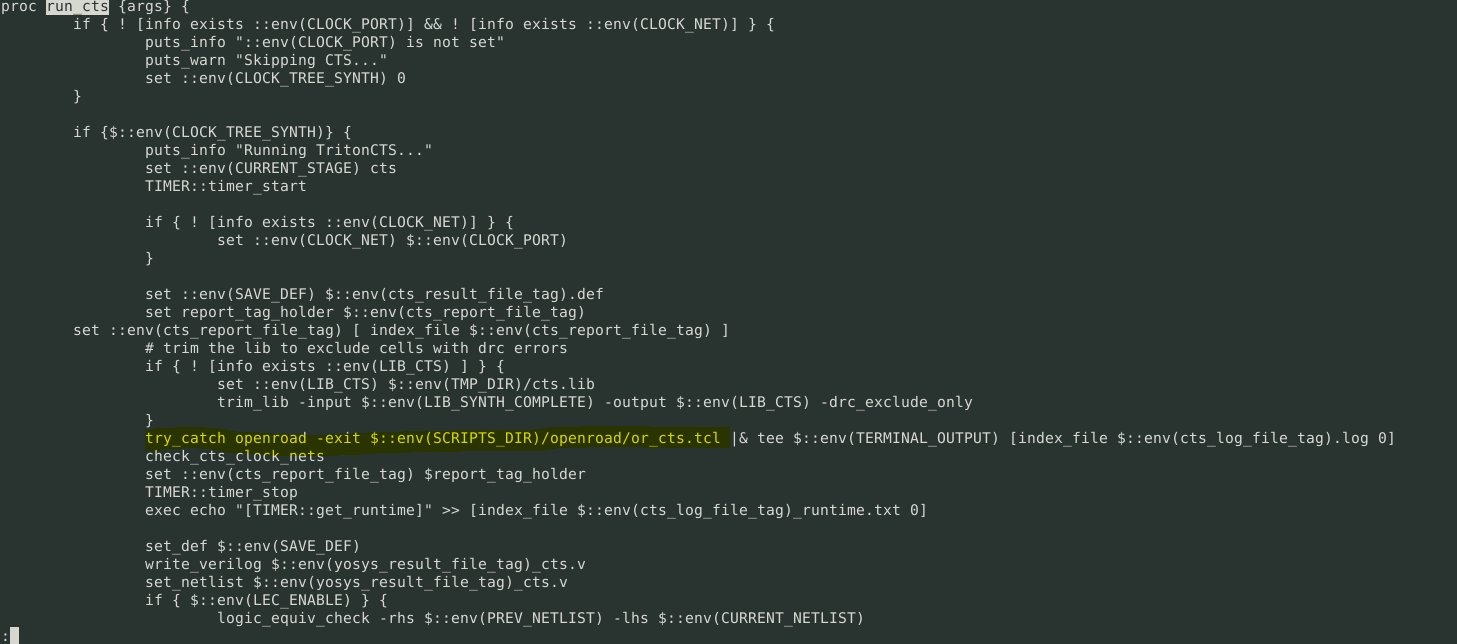 proc run_cts {args} {
        if { ! [info exists ::env(CLOCK_PORT)] && ! [info exists ::env(CLOCK_NET)] } {
                puts_info "::env(CLOCK_PORT) is not set"
                puts_warn "Skipping CTS..."
                set ::env(CLOCK_TREE_SYNTH) 0
        }

        if {$::env(CLOCK_TREE_SYNTH)} {
                puts_info "Running TritonCTS..."
                set ::env(CURRENT_STAGE) cts
                TIMER::timer_start

                if { ! [info exists ::env(CLOCK_NET)] } {
                        set ::env(CLOCK_NET) $::env(CLOCK_PORT)
                }

                set ::env(SAVE_DEF) $::env(cts_result_file_tag).def
                set report_tag_holder $::env(cts_report_file_tag)
        set ::env(cts_report_file_tag) [ index_file $::env(cts_report_file_tag) ]
                # trim the lib to exclude cells with drc errors
                if { ! [info exists ::env(LIB_CTS) ] } {
                        set ::env(LIB_CTS) $::env(TMP_DIR)/cts.lib
                        trim_lib -input $::env(LIB_SYNTH_COMPLETE) -output $::env(LIB_CTS) -drc_exclude_only
                }
                try_catch openroad -exit $::env(SCRIPTS_DIR)/openroad/or_cts.tcl |& tee $::env(TERMINAL_OUTPUT) [index_file $::env(cts_log_file_tag).log 0]
                check_cts_clock_nets
                set ::env(cts_report_file_tag) $report_tag_holder
                TIMER::timer_stop
                exec echo "[TIMER::get_runtime]" >> [index_file $::env(cts_log_file_tag)_runtime.txt 0]

                set_def $::env(SAVE_DEF)
                write_verilog $::env(yosys_result_file_tag)_cts.v
                set_netlist $::env(yosys_result_file_tag)_cts.v
                if { $::env(LEC_ENABLE) } {
                        logic_equiv_check -rhs $::env(PREV_NETLIST) -lhs $::env(CURRENT_NETLIST)
: